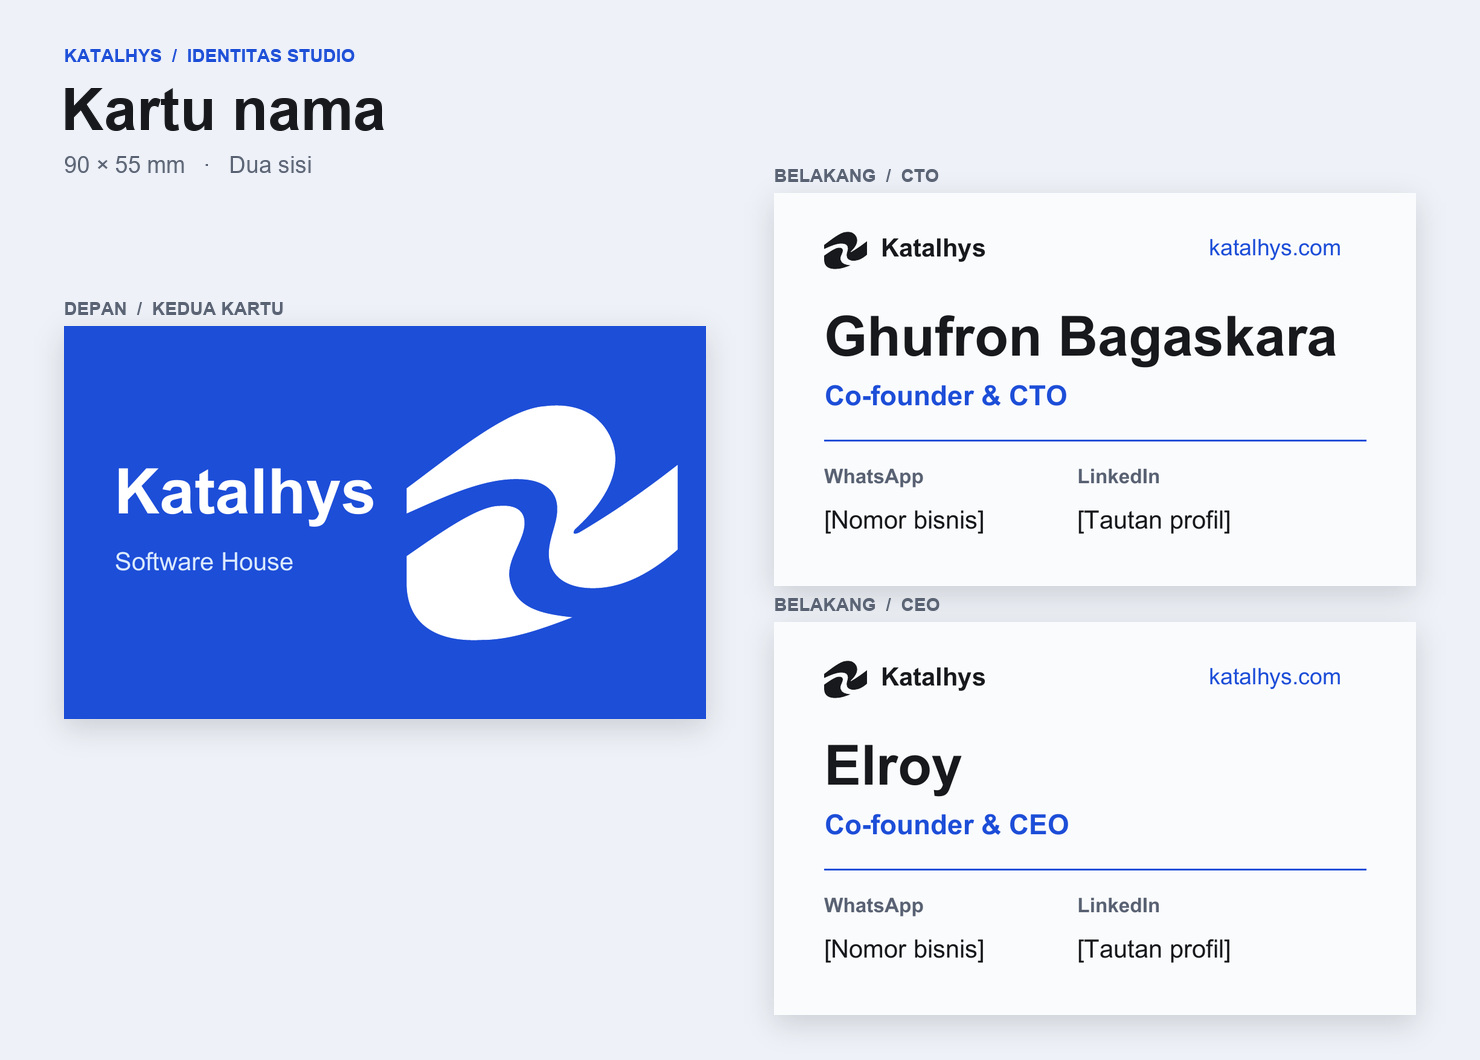 KATALHYS / IDENTITAS STUDIO
Kartu nama
90 × 55 mm · Dua sisi
DEPAN / KEDUA KARTU
Katalhys
Software House
BELAKANG / CTO
Katalhys katalhys.com
Ghufron Bagaskara
Co-founder & CTO
WhatsApp LinkedIn
[Nomor bisnis] [Tautan profil]
BELAKANG / CEO
Katalhys katalhys.com
Elroy
Co-founder & CEO
WhatsApp LinkedIn
[Nomor bisnis] [Tautan profil]